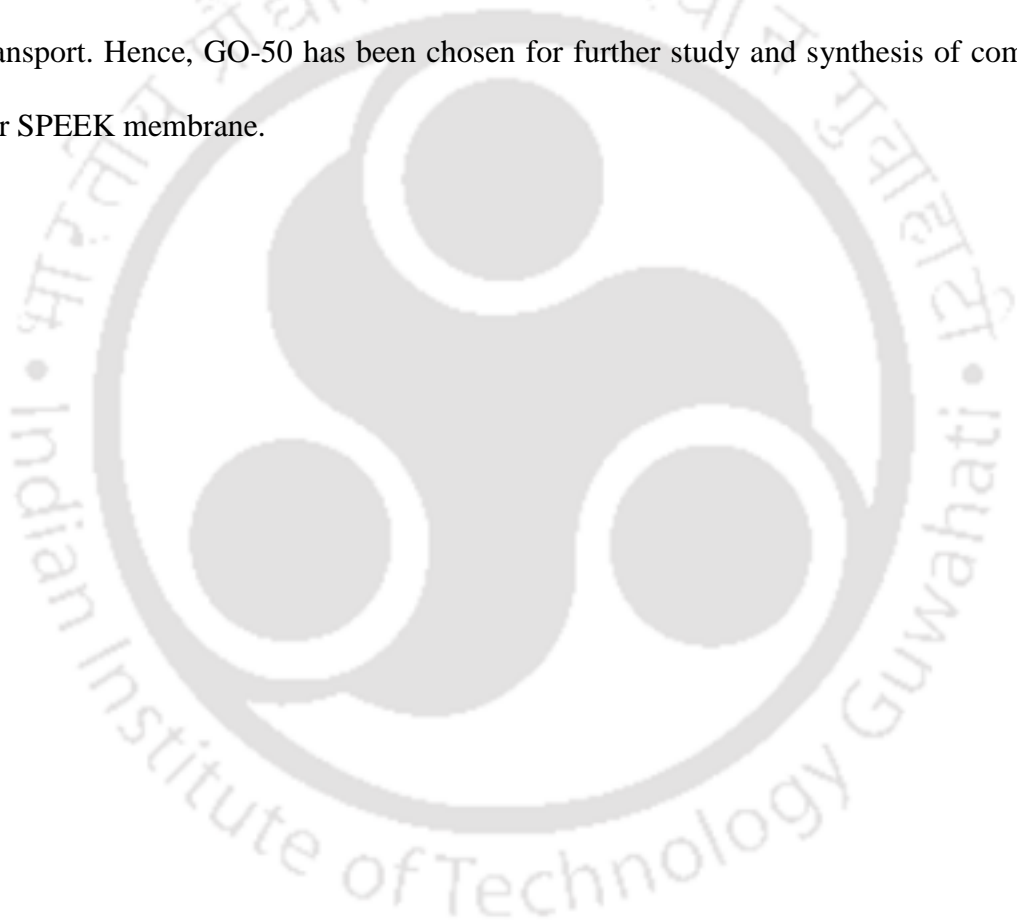 ansport. Hence, GO-50 has been chosen for further study and synthesis of com
r SPEEK membrane.
Indian Institute of Technology Guwahati